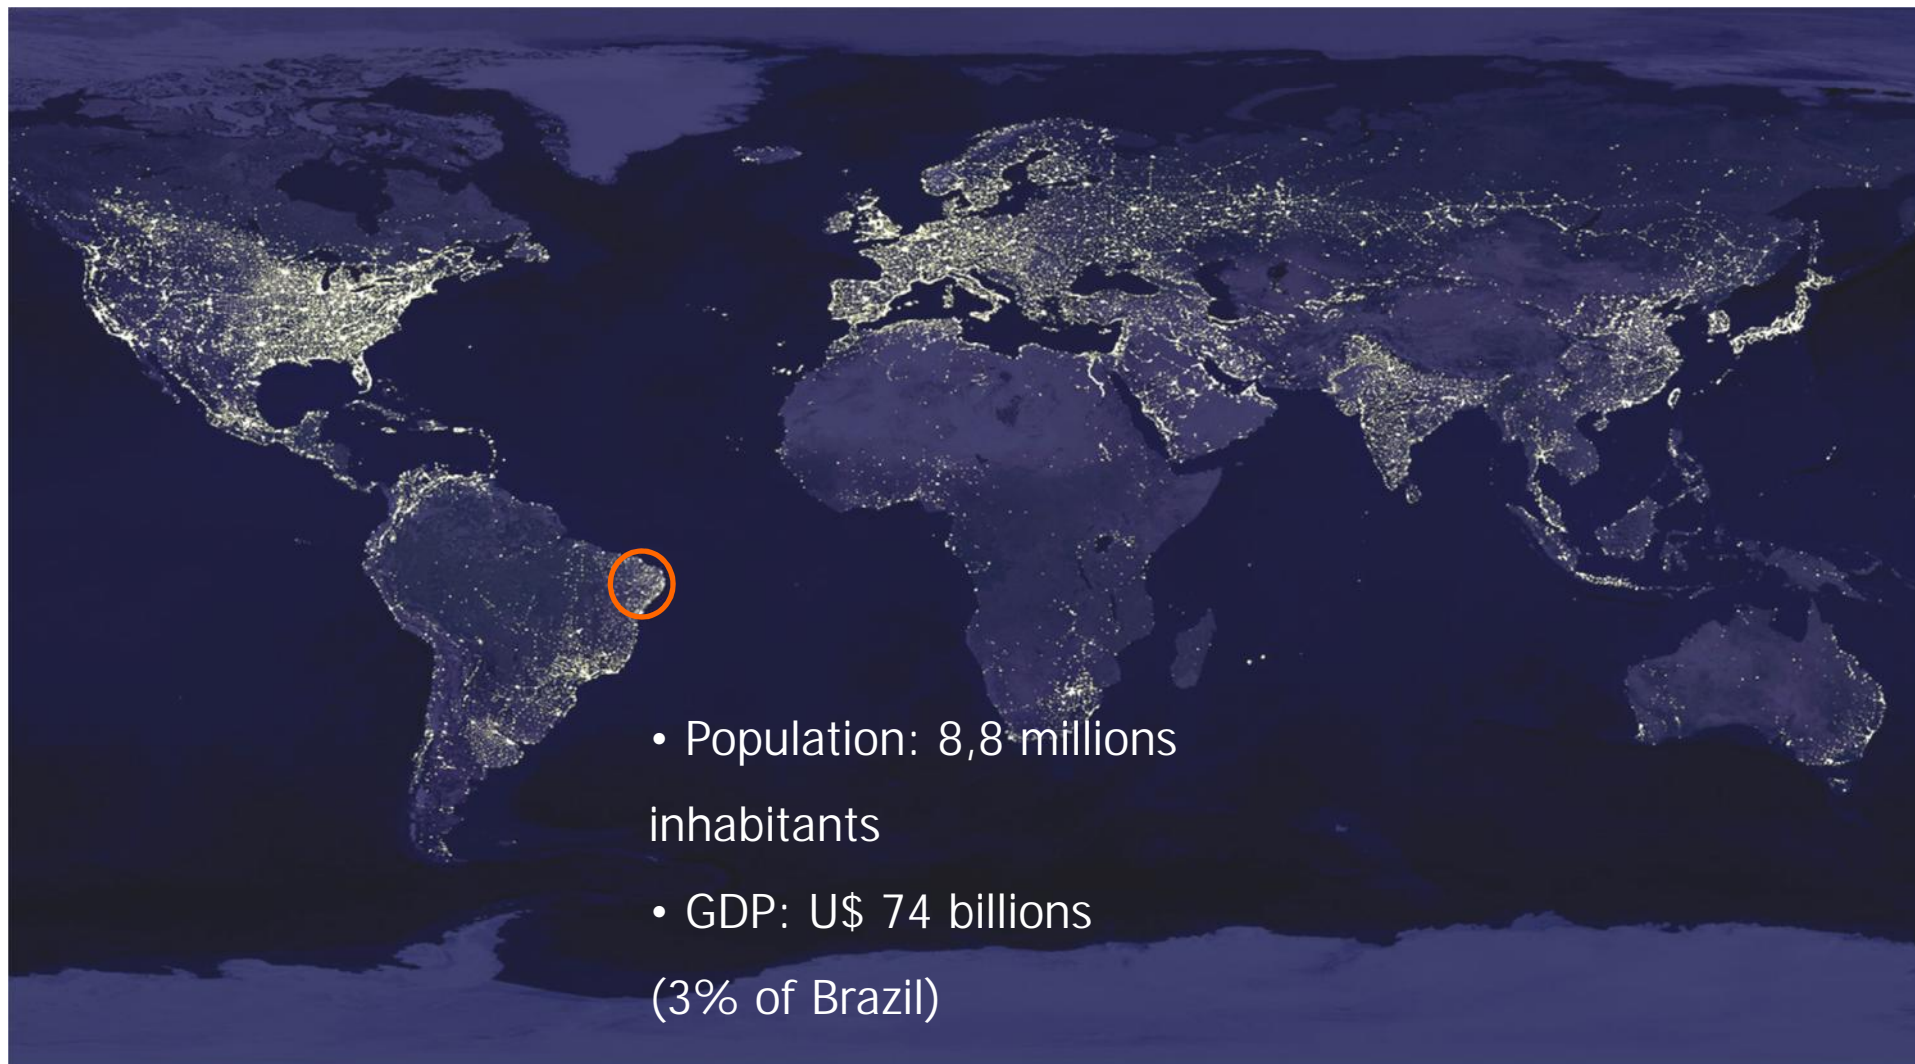 • Population: 8,8 millions
inhabitants
• GDP: U$ 74 billions
(3% of Brazil)